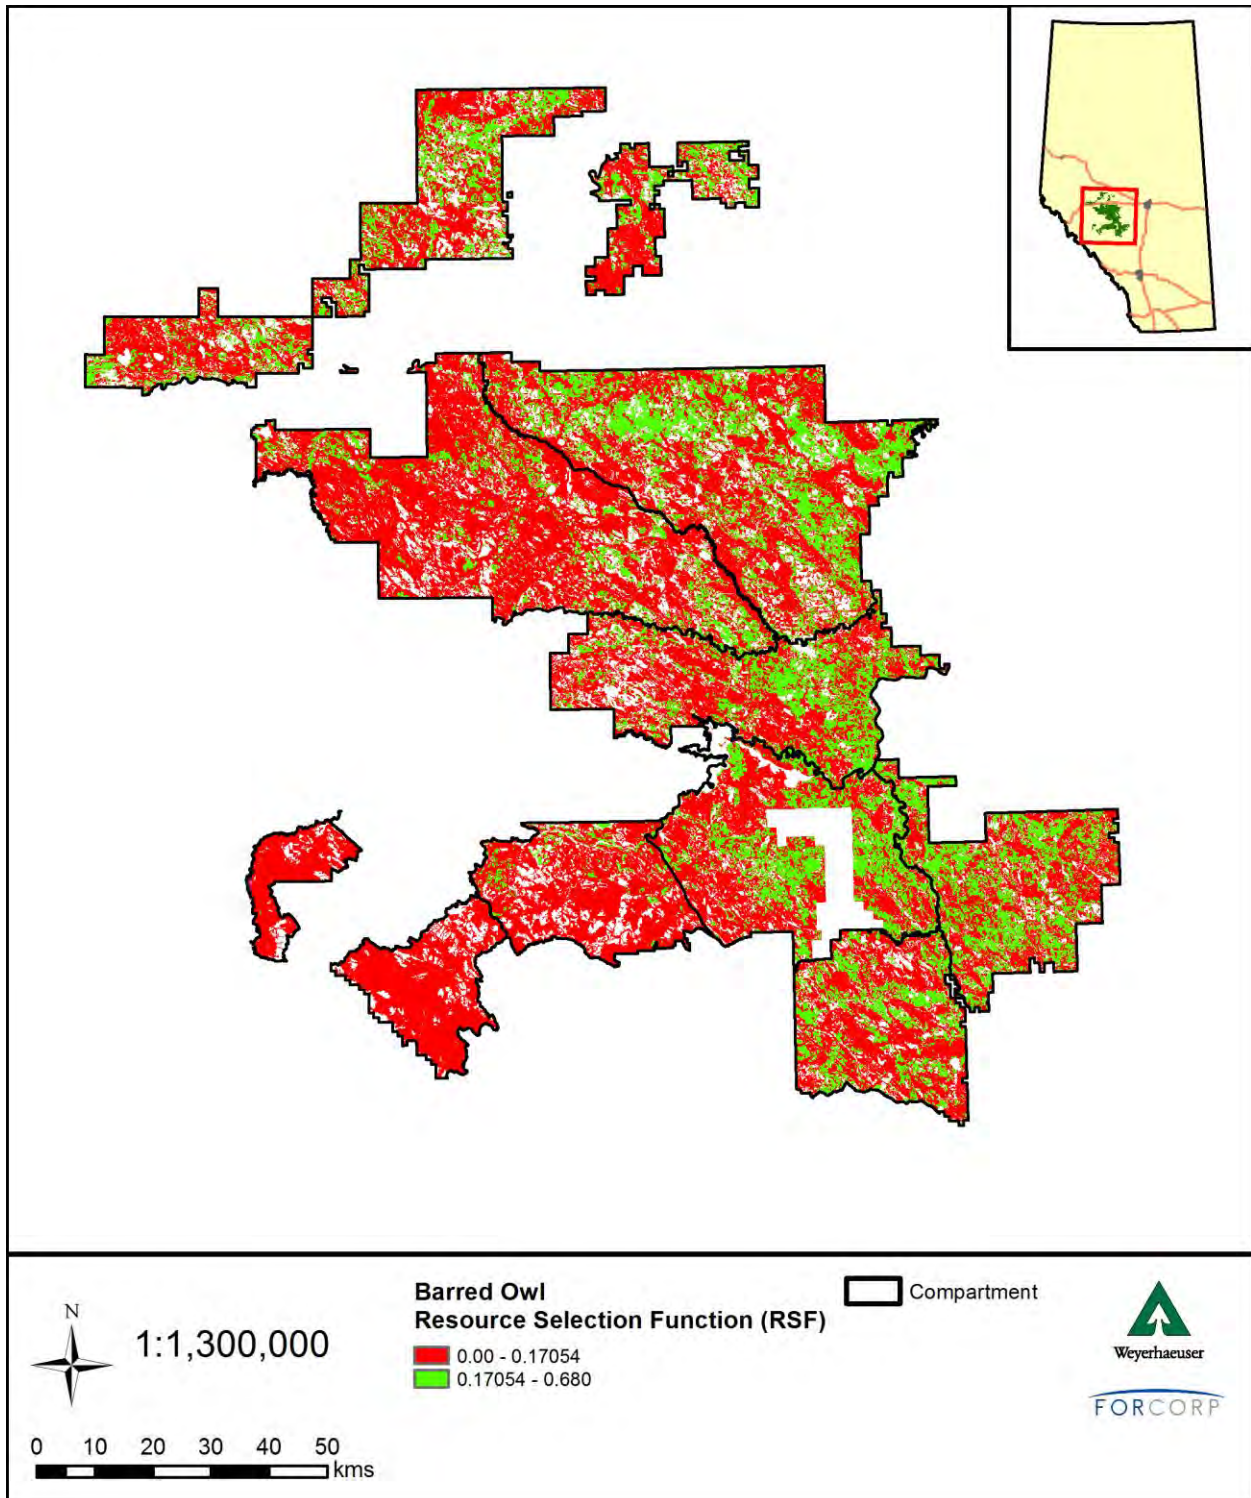 N
1:1,300,000
0 10 20 30 40 50
kms
Barred Owl
Resource Selection Function (RSF)
0.00 - 0.17054
0.17054 - 0.680
Compartment
Weyerhaeuser
FORCORP